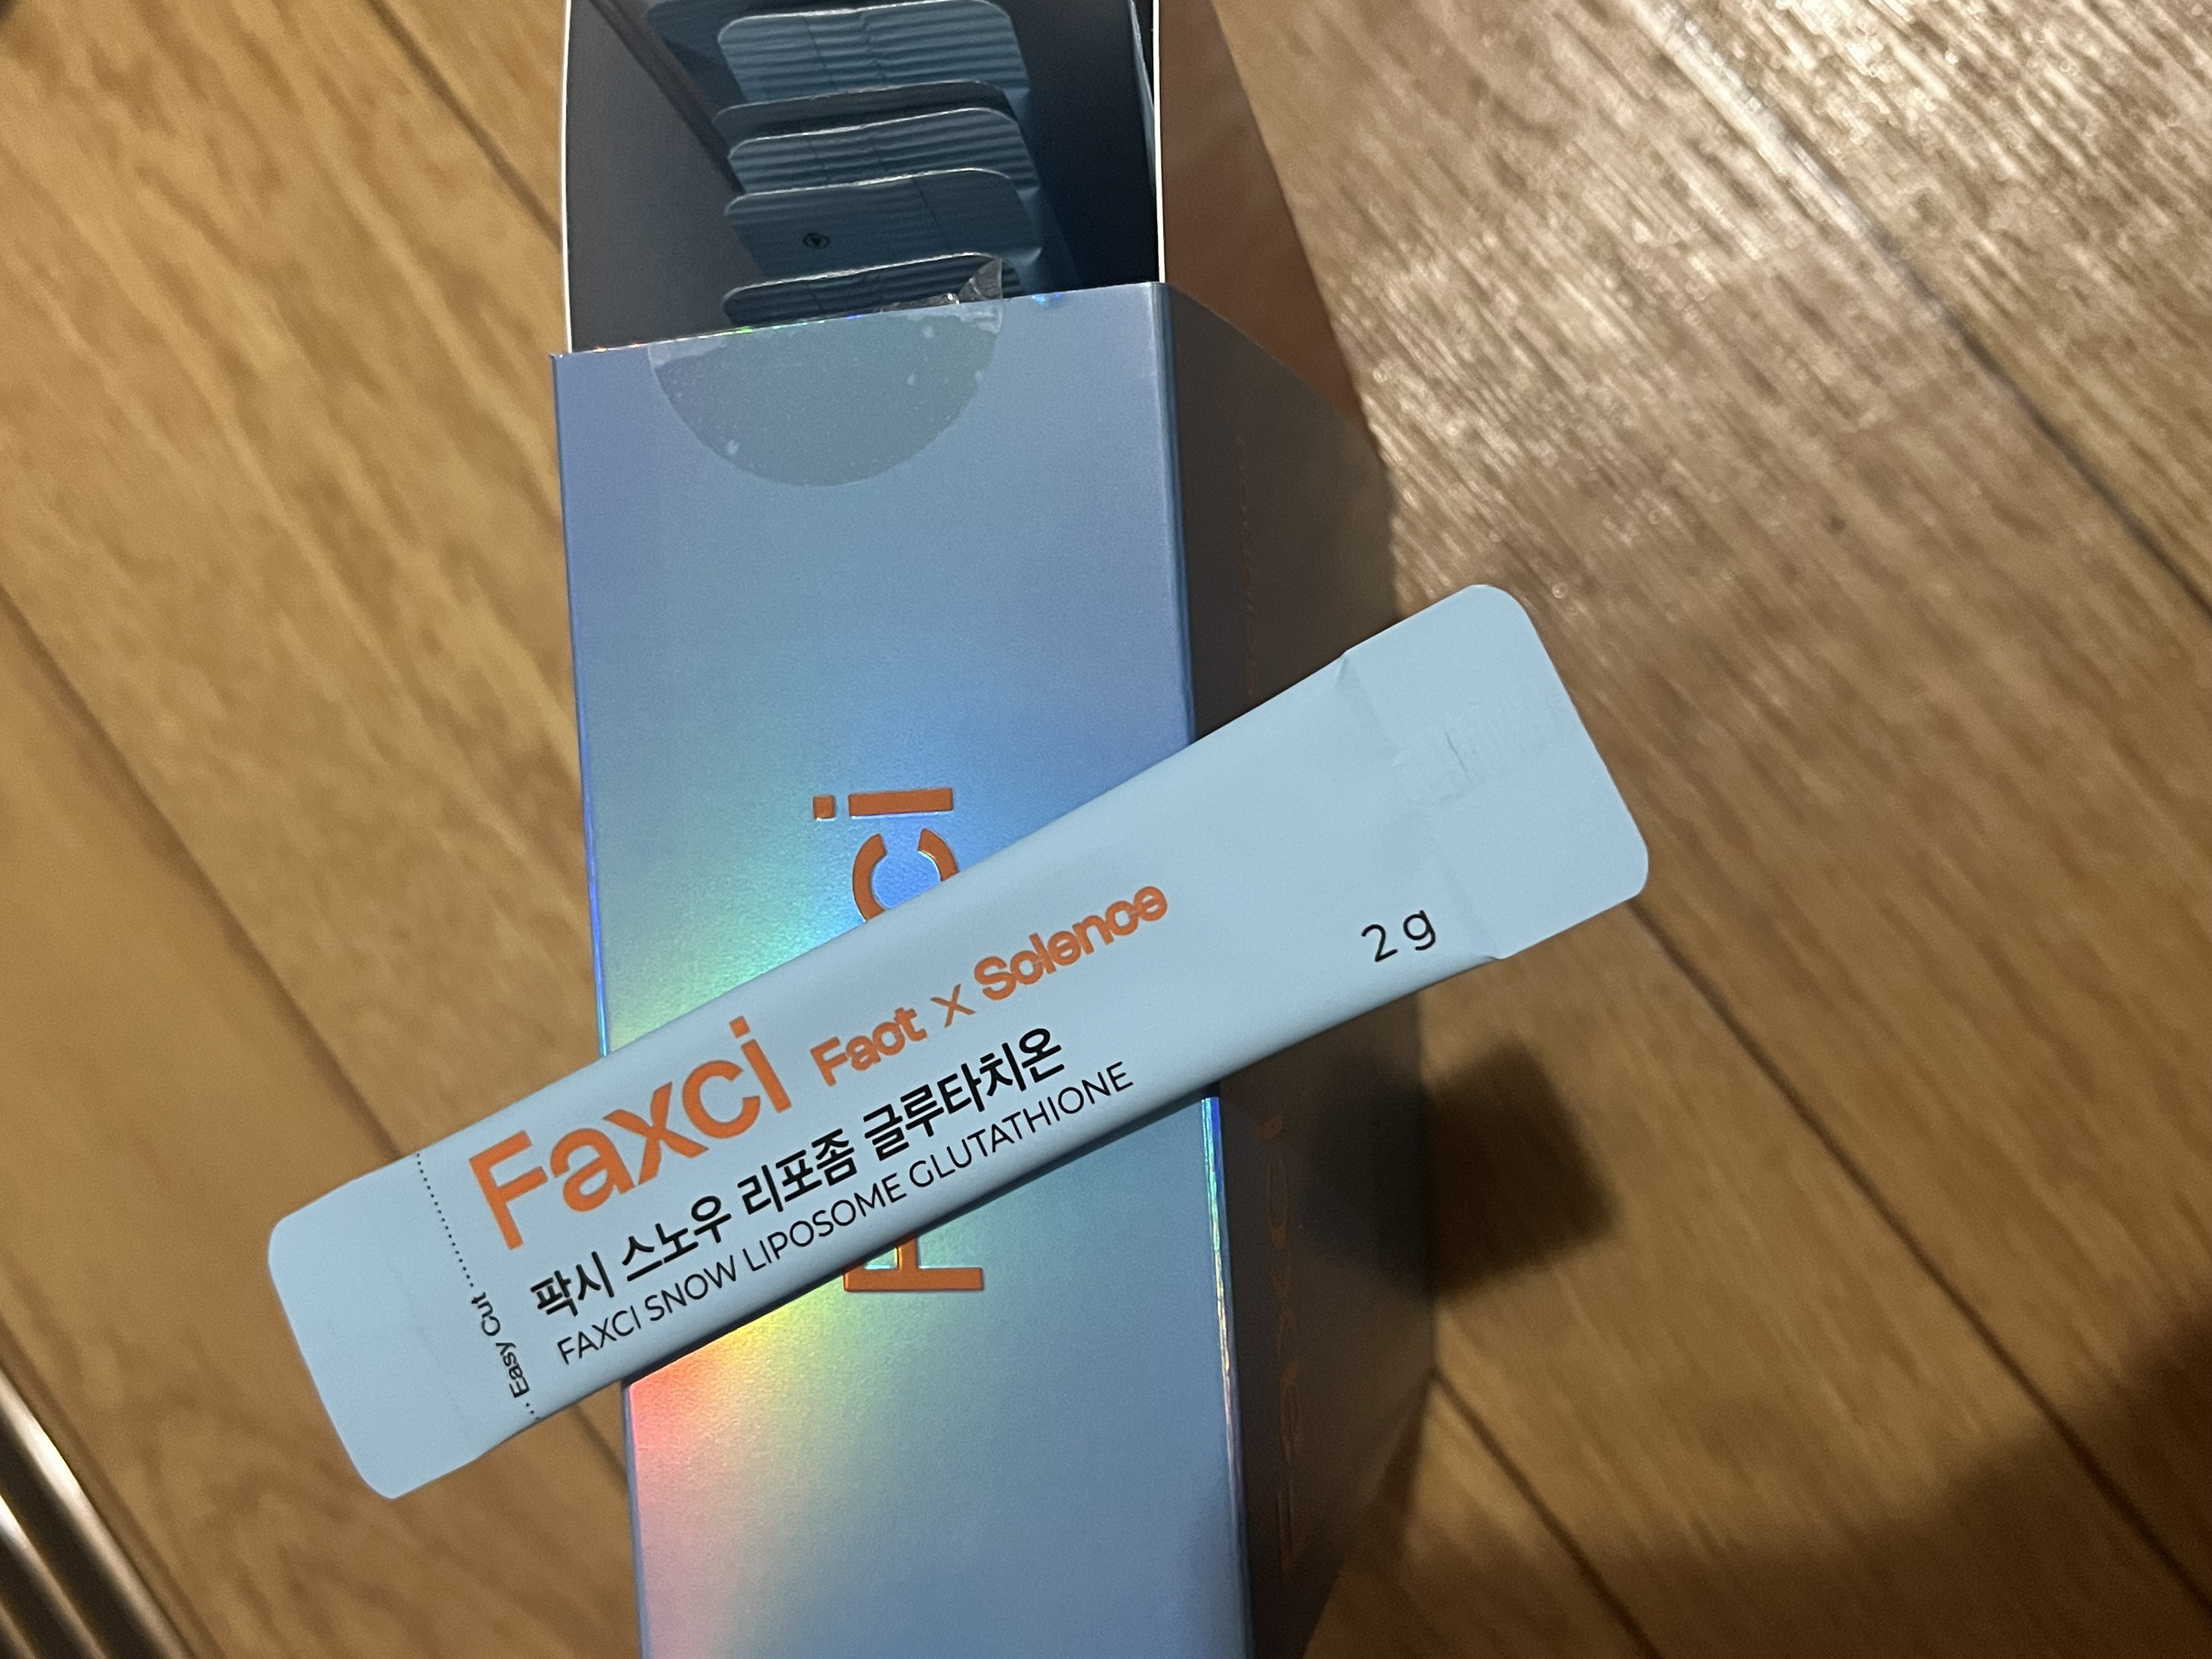 Faxci Fact x Science
팍시 스노우 리포좀 글루타치온
FAXCI SNOW LIPOSOME GLUTATHIONE
2 g
Easy Cut